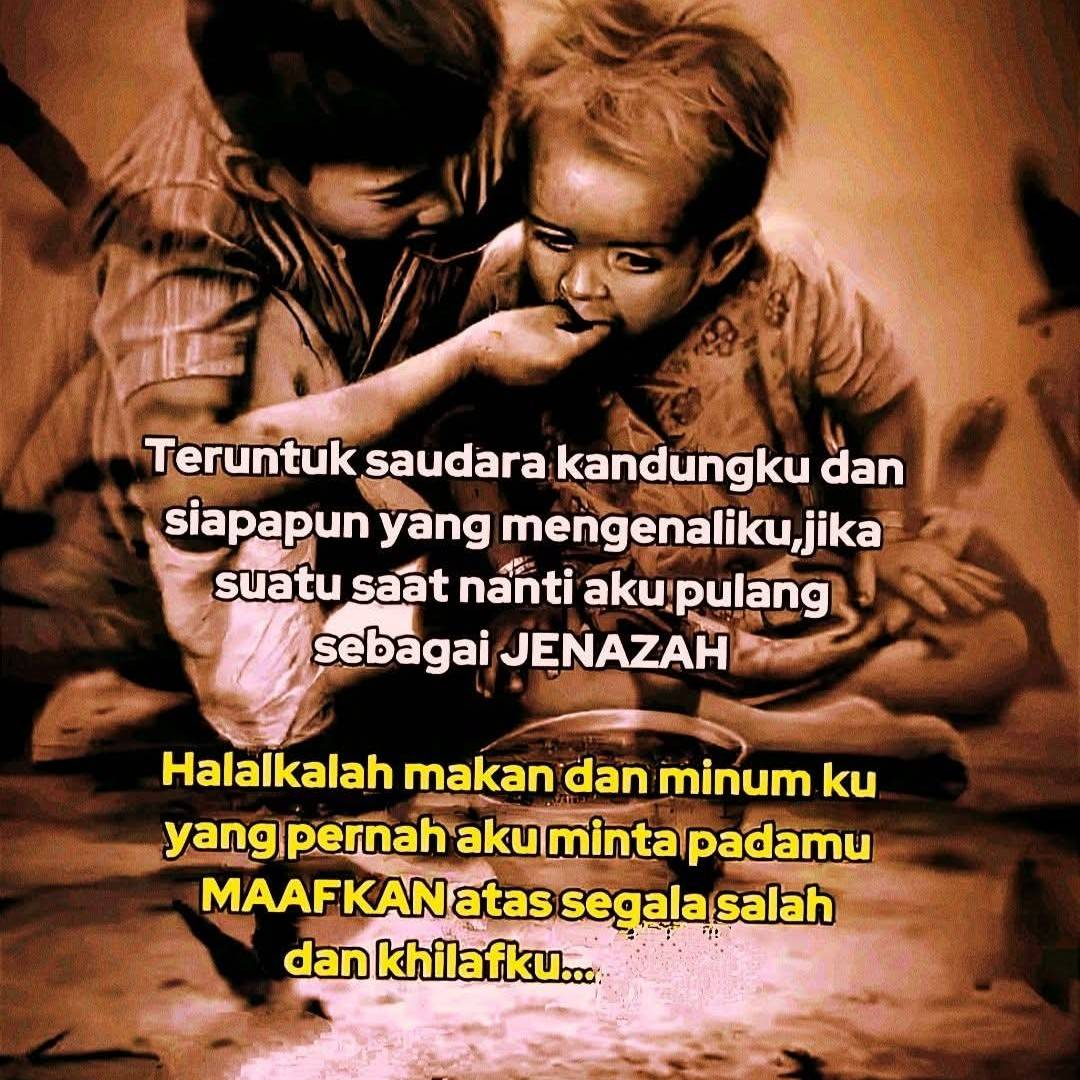 Teruntuk saudara kandungku dan
siapapun yang mengenaliku,jika
suatu saat nanti aku pulang
sebagai JENAZAH
Halalkalah makan dan minum ku
yang pernah aku minta padamu
MAAFKAN atas segala salah
dan khilafku...